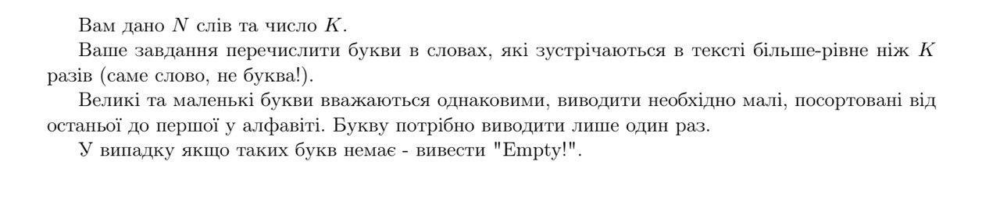 Вам дано N слів та число K.
Ваше завдання перечислити букви в словах, які зустрічаються в тексті більше-рівне ніж K
разів (саме слово, не буква!).
Великі та маленькі букви вважаються однаковими, виводити необхідно малі, посортовані від
останьої до першої у алфавіті. Букву потрібно виводити лише один раз.
У випадку якщо таких букв немає - вивести "Empty!".